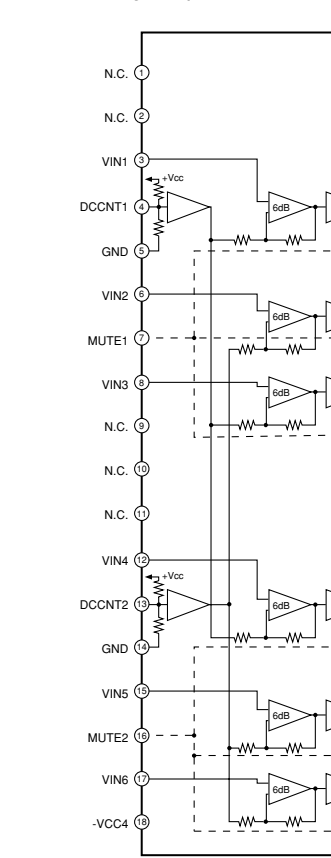 N.C. 1
N.C. 2
VIN1 3
+Vcc
DCCNT1 4
6dB
GND 5
VIN2 6
6dB
MUTE1 7
VIN3 8
6dB
N.C. 9
N.C. 10
N.C. 11
VIN4 12
+Vcc
DCCNT2 13
6dB
GND 14
VIN5 15
6dB
MUTE2 16
VIN6 17
6dB
-VCC4 18